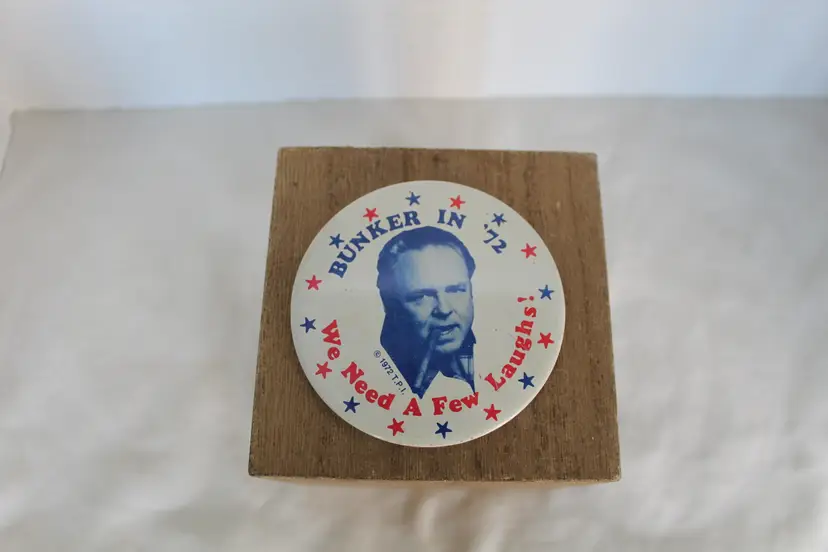 BUNKER IN '72
© 1972 T.P.I.
We Need A Few Laughs!